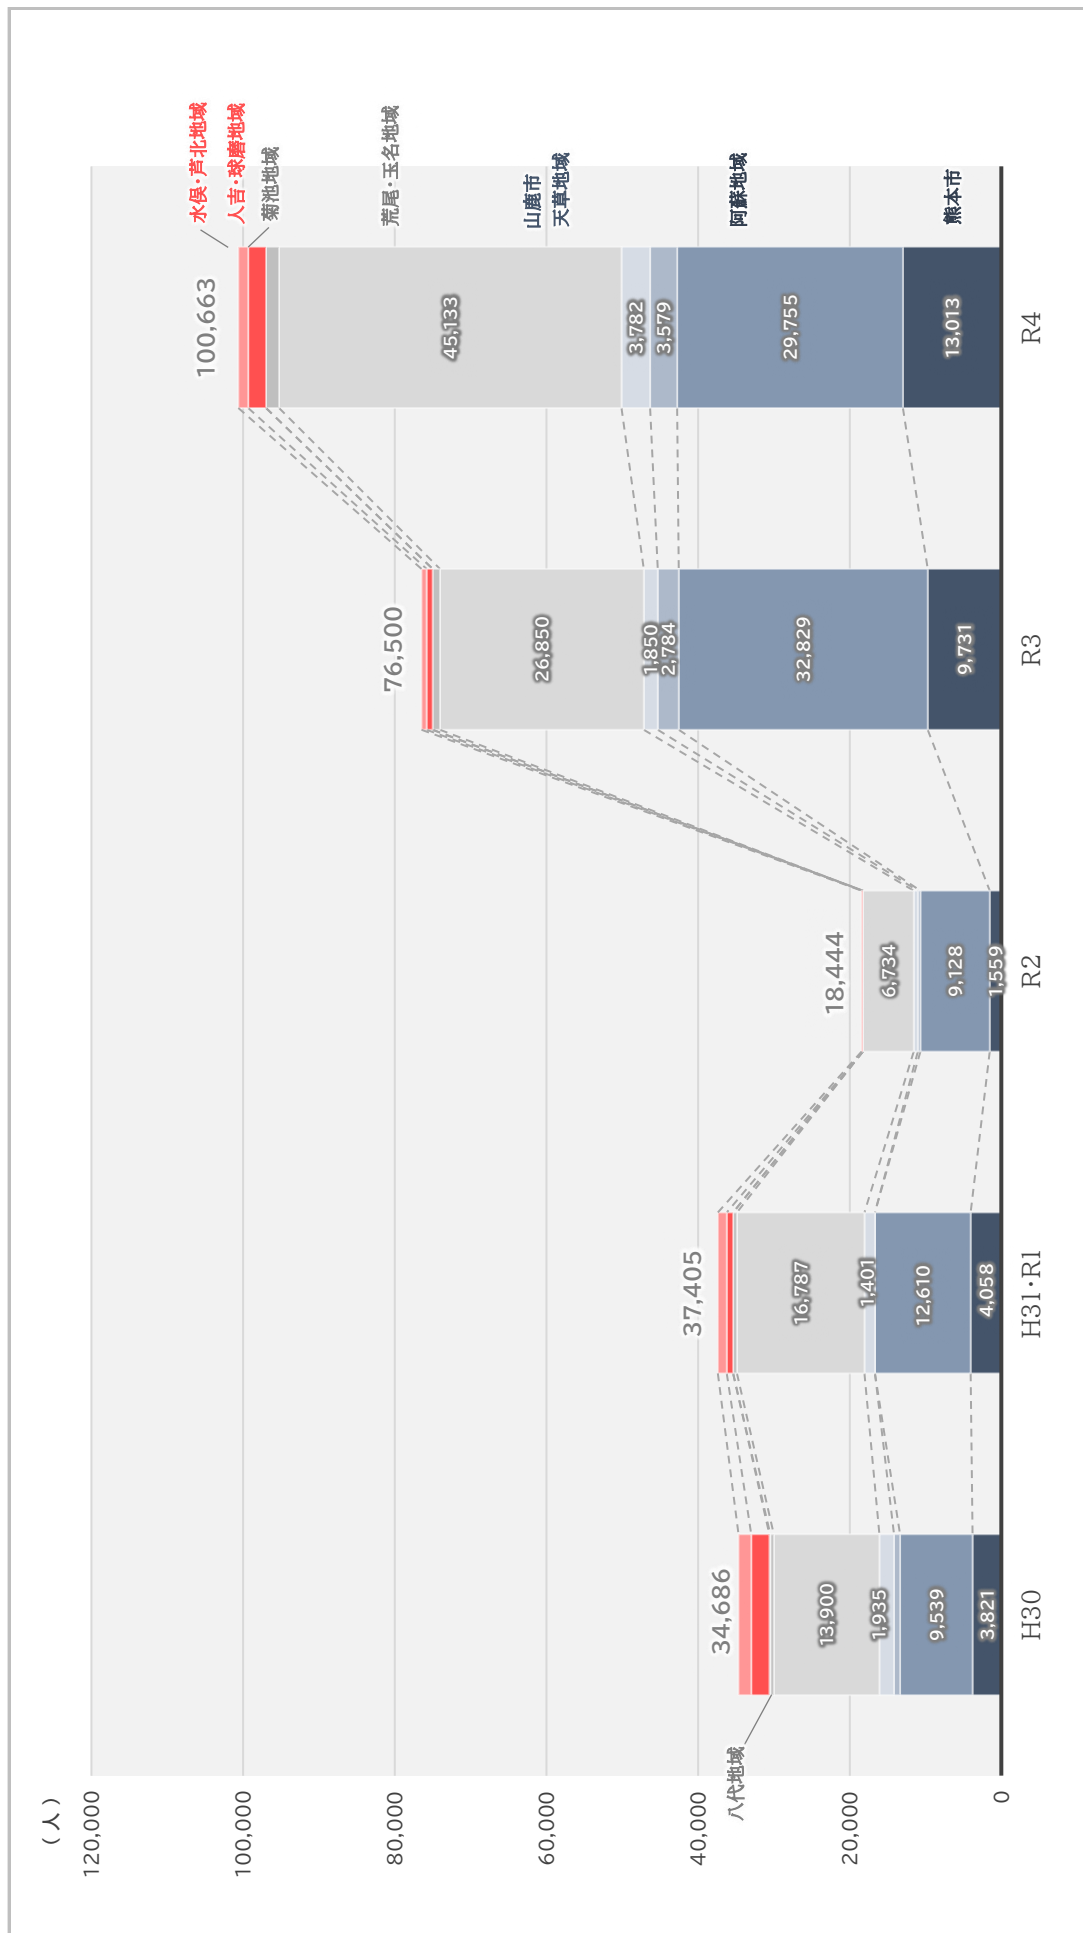 （人）
120,000
100,000
80,000
60,000
40,000
20,000
0
水俣・芦北地域
人吉・球磨地域
菊池地域
荒尾・玉名地域
山鹿市
天草地域
阿蘇地域
熊本市
八代地域
34,686
13,900
1,935
9,539
3,821
H30
37,405
16,787
1,401
12,610
4,058
H31・R1
18,444
6,734
9,128
1,559
R2
76,500
26,850
1,850
2,784
32,829
9,731
R3
100,663
45,133
3,782
3,579
29,755
13,013
R4